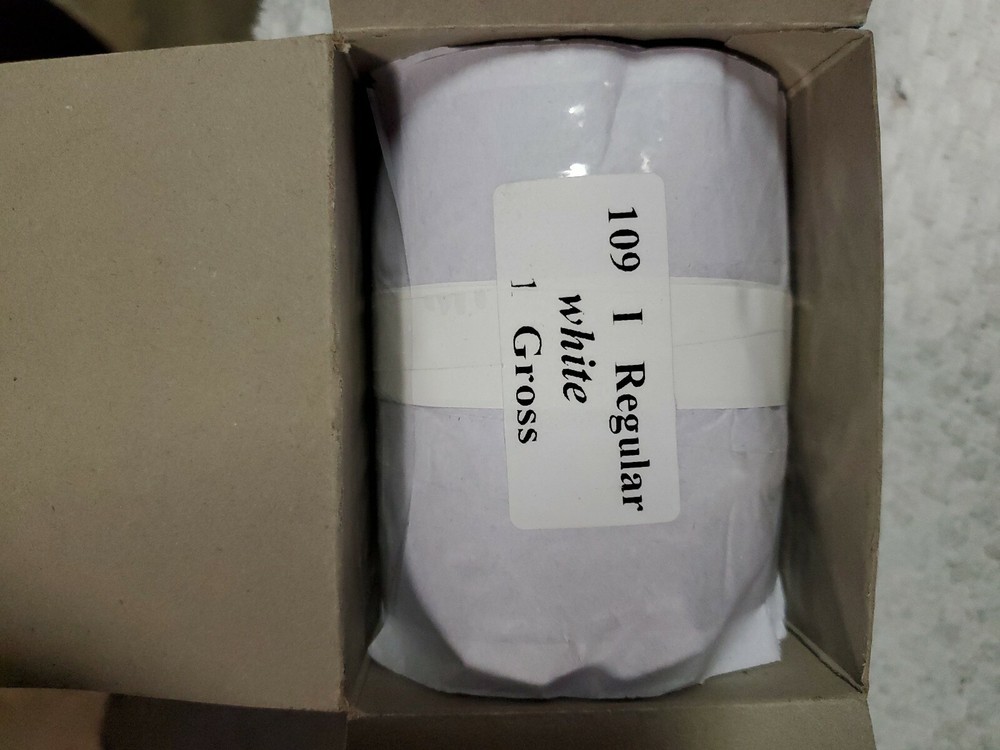 109 I Regular
white
1 Gross